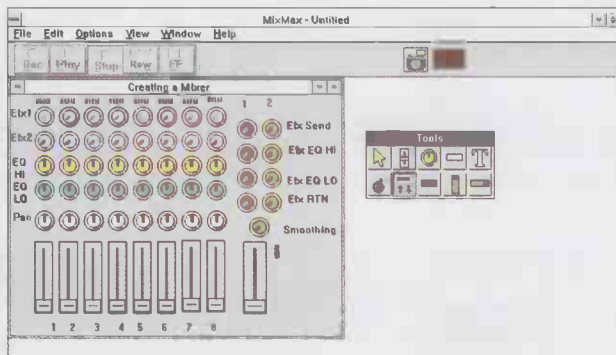 MixMax - Untitled
File Edit Options View Window Help
Rec Play Stop Rew FF
Creating a Mixer
Efx1
Efx2
EQ
HI
EQ
LO
Pan
1 2
Efx Send
Efx EQ HI
Efx EQ LO
Efx RTN
Smoothing
1 2 3 4 5 6 7 8
Tools
T